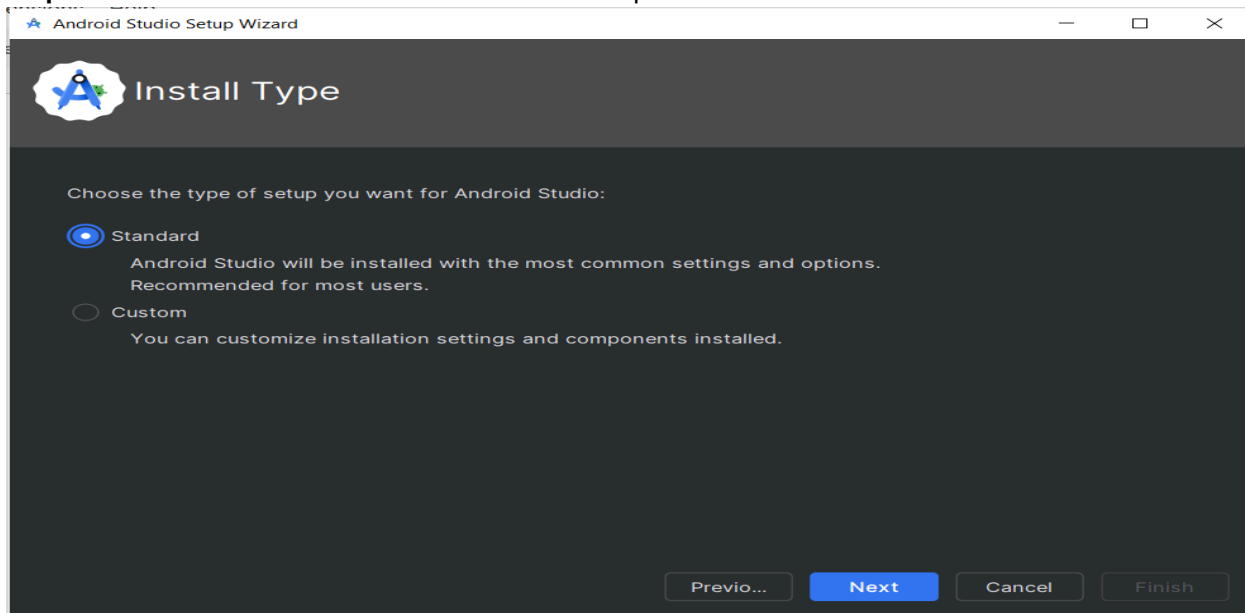 Android Studio Setup Wizard
Install Type
Choose the type of setup you want for Android Studio:
Standard
Android Studio will be installed with the most common settings and options.
Recommended for most users.
Custom
You can customize installation settings and components installed.
Previo... Next Cancel Finish